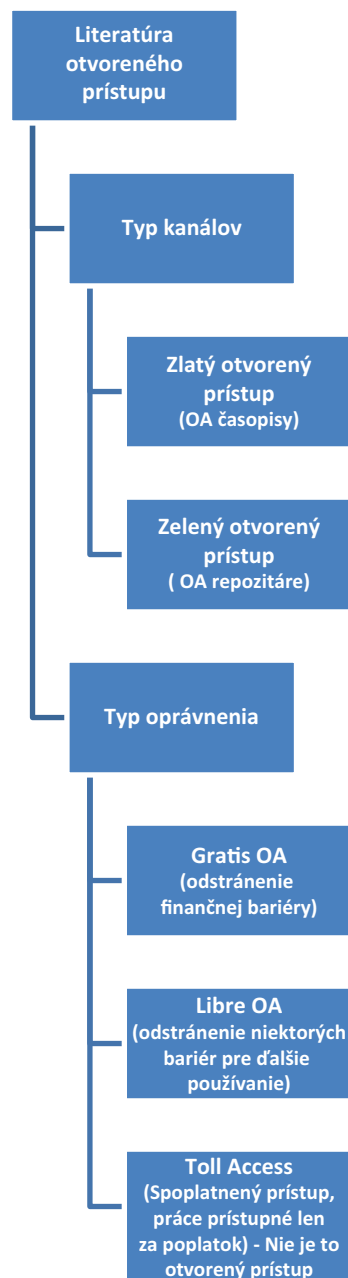 Literatúra
otvoreného
prístupu
Typ kanálov
Zlatý otvorený
prístup
(OA časopisy)
Zelený otvorený
prístup
( OA repozitáre)
Typ oprávnenia
Gratis OA
(odstránenie
finančnej bariéry)
Libre OA
(odstránenie niektorých
bariér pre ďalšie
používanie)
Toll Access
(Spoplatnený prístup,
práce prístupné len
za poplatok) - Nie je to
otvorený prístup